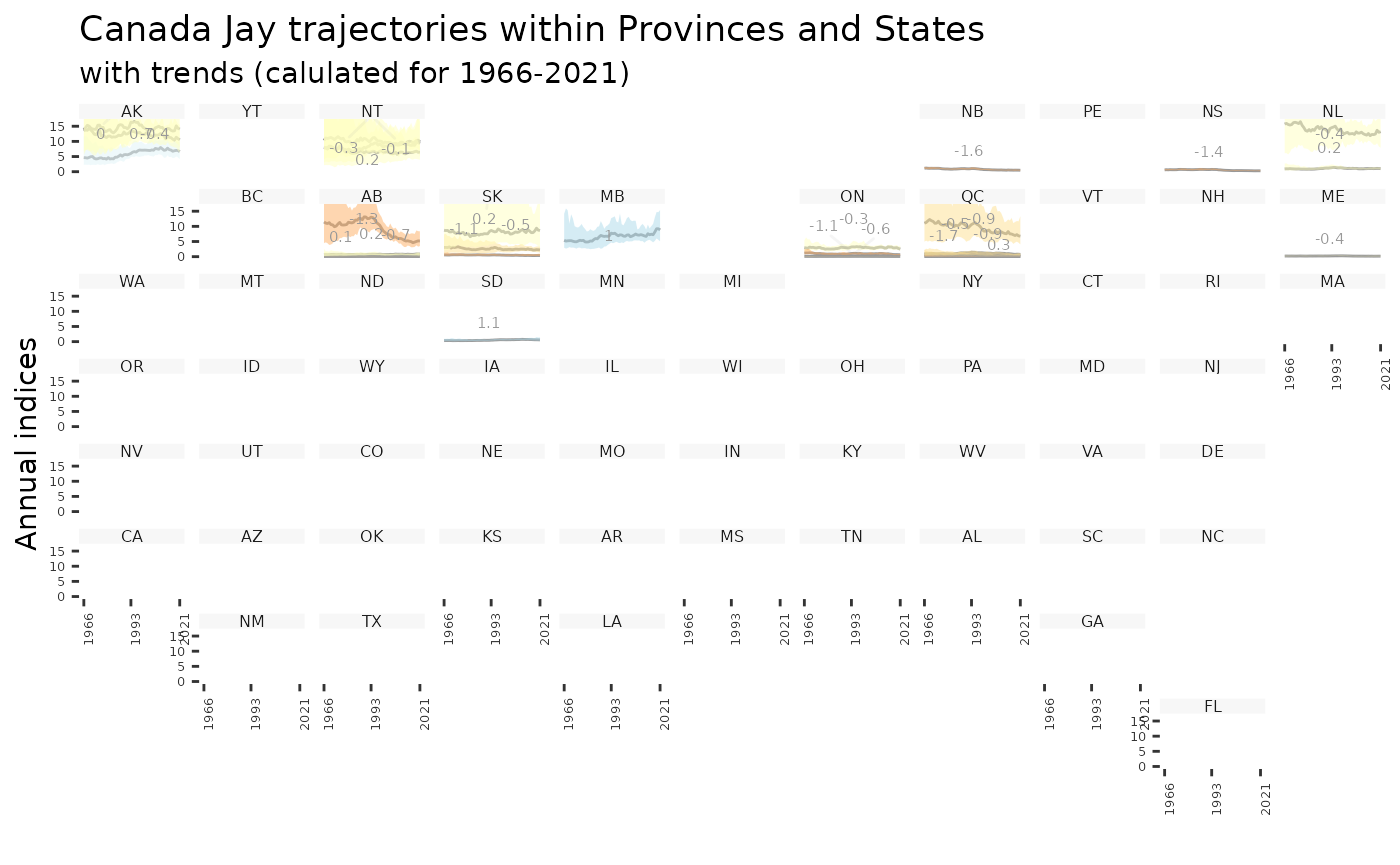 Canada Jay trajectories within Provinces and States
with trends (calulated for 1966-2021)
AK YT NT NB PE NS NL
15
10
5
0
0 0.7 -0.4
-0.3 -0.1
0.2
-1.6
-1.4
-0.4
0.2
BC AB SK MB ON QC VT NH ME
15
10
5
0
-1.3
0.1 0.2 -0.7
0.2
-1.1 -0.5
1
-0.3
-1.1 -0.6
-0.5 0.9
-1.7 -0.9
0.3
-0.4
WA MT ND SD MN MI NY CT RI MA
15
10
5
0
1.1
1966 1993 2021
OR ID WY IA IL WI OH PA MD NJ
15
10
5
0
Annual indices
NV UT CO NE MO IN KY WV VA DE
15
10
5
0
CA AZ OK KS AR MS TN AL SC NC
15
10
5
0
1966 1993 2021 1966 1993 2021 1966 1993 2021 1966 1993 2021 1966 1993 2021
NM TX LA GA
15
10
5
0
1966 1993 2021 1966 1993 2021 1966 1993 2021 1966 1993 2021
FL
15
10
5
0
1966 1993 2021